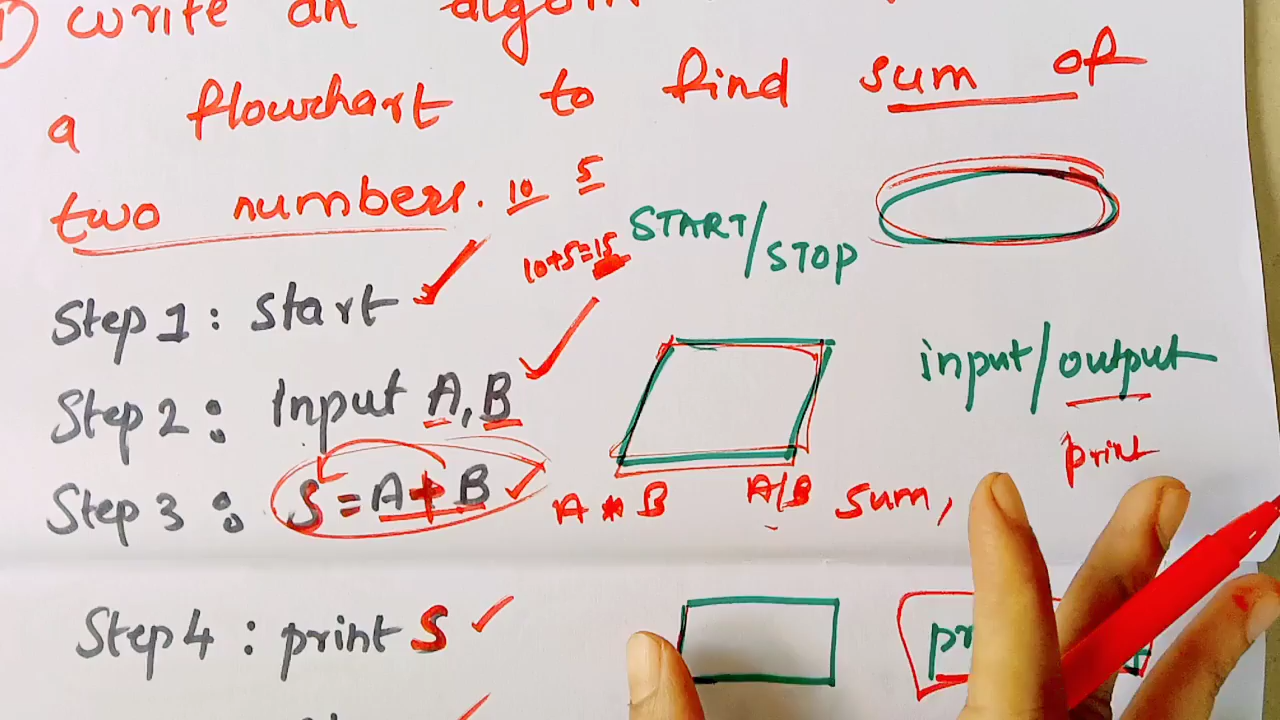 1) write an
a flowchart to find sum of
two numbers. 10 5
10+5=15
START/STOP
Step 1: Start
input/output
Step 2: Input A,B
print
Step 3: S=A+B
A * B A/B sum,
Step 4: print S